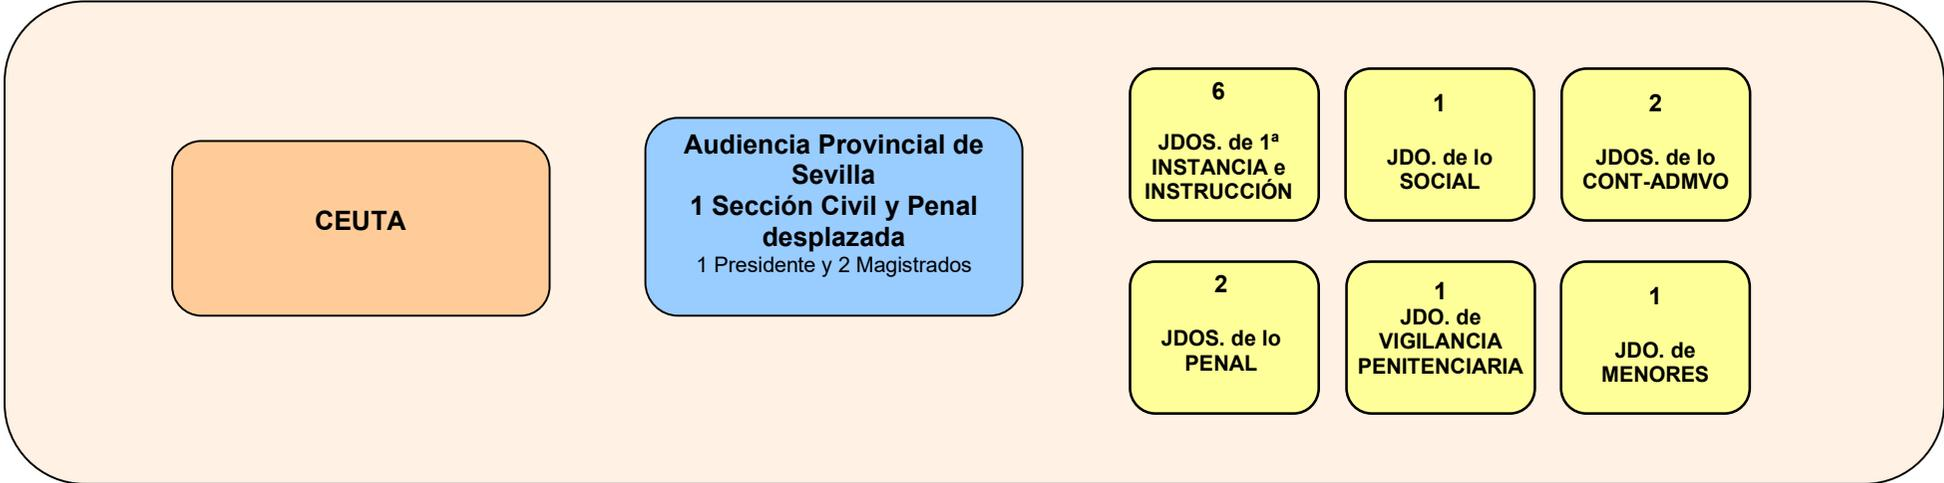 CEUTA
Audiencia Provincial de
Sevilla
1 Sección Civil y Penal
desplazada
1 Presidente y 2 Magistrados
6
JDOS. de 1ª
INSTANCIA e
INSTRUCCIÓN
1
JDO. de lo
SOCIAL
2
JDOS. de lo
CONT-ADMVO
2
JDOS. de lo
PENAL
1
JDO. de
VIGILANCIA
PENITENCIARIA
1
JDO. de
MENORES